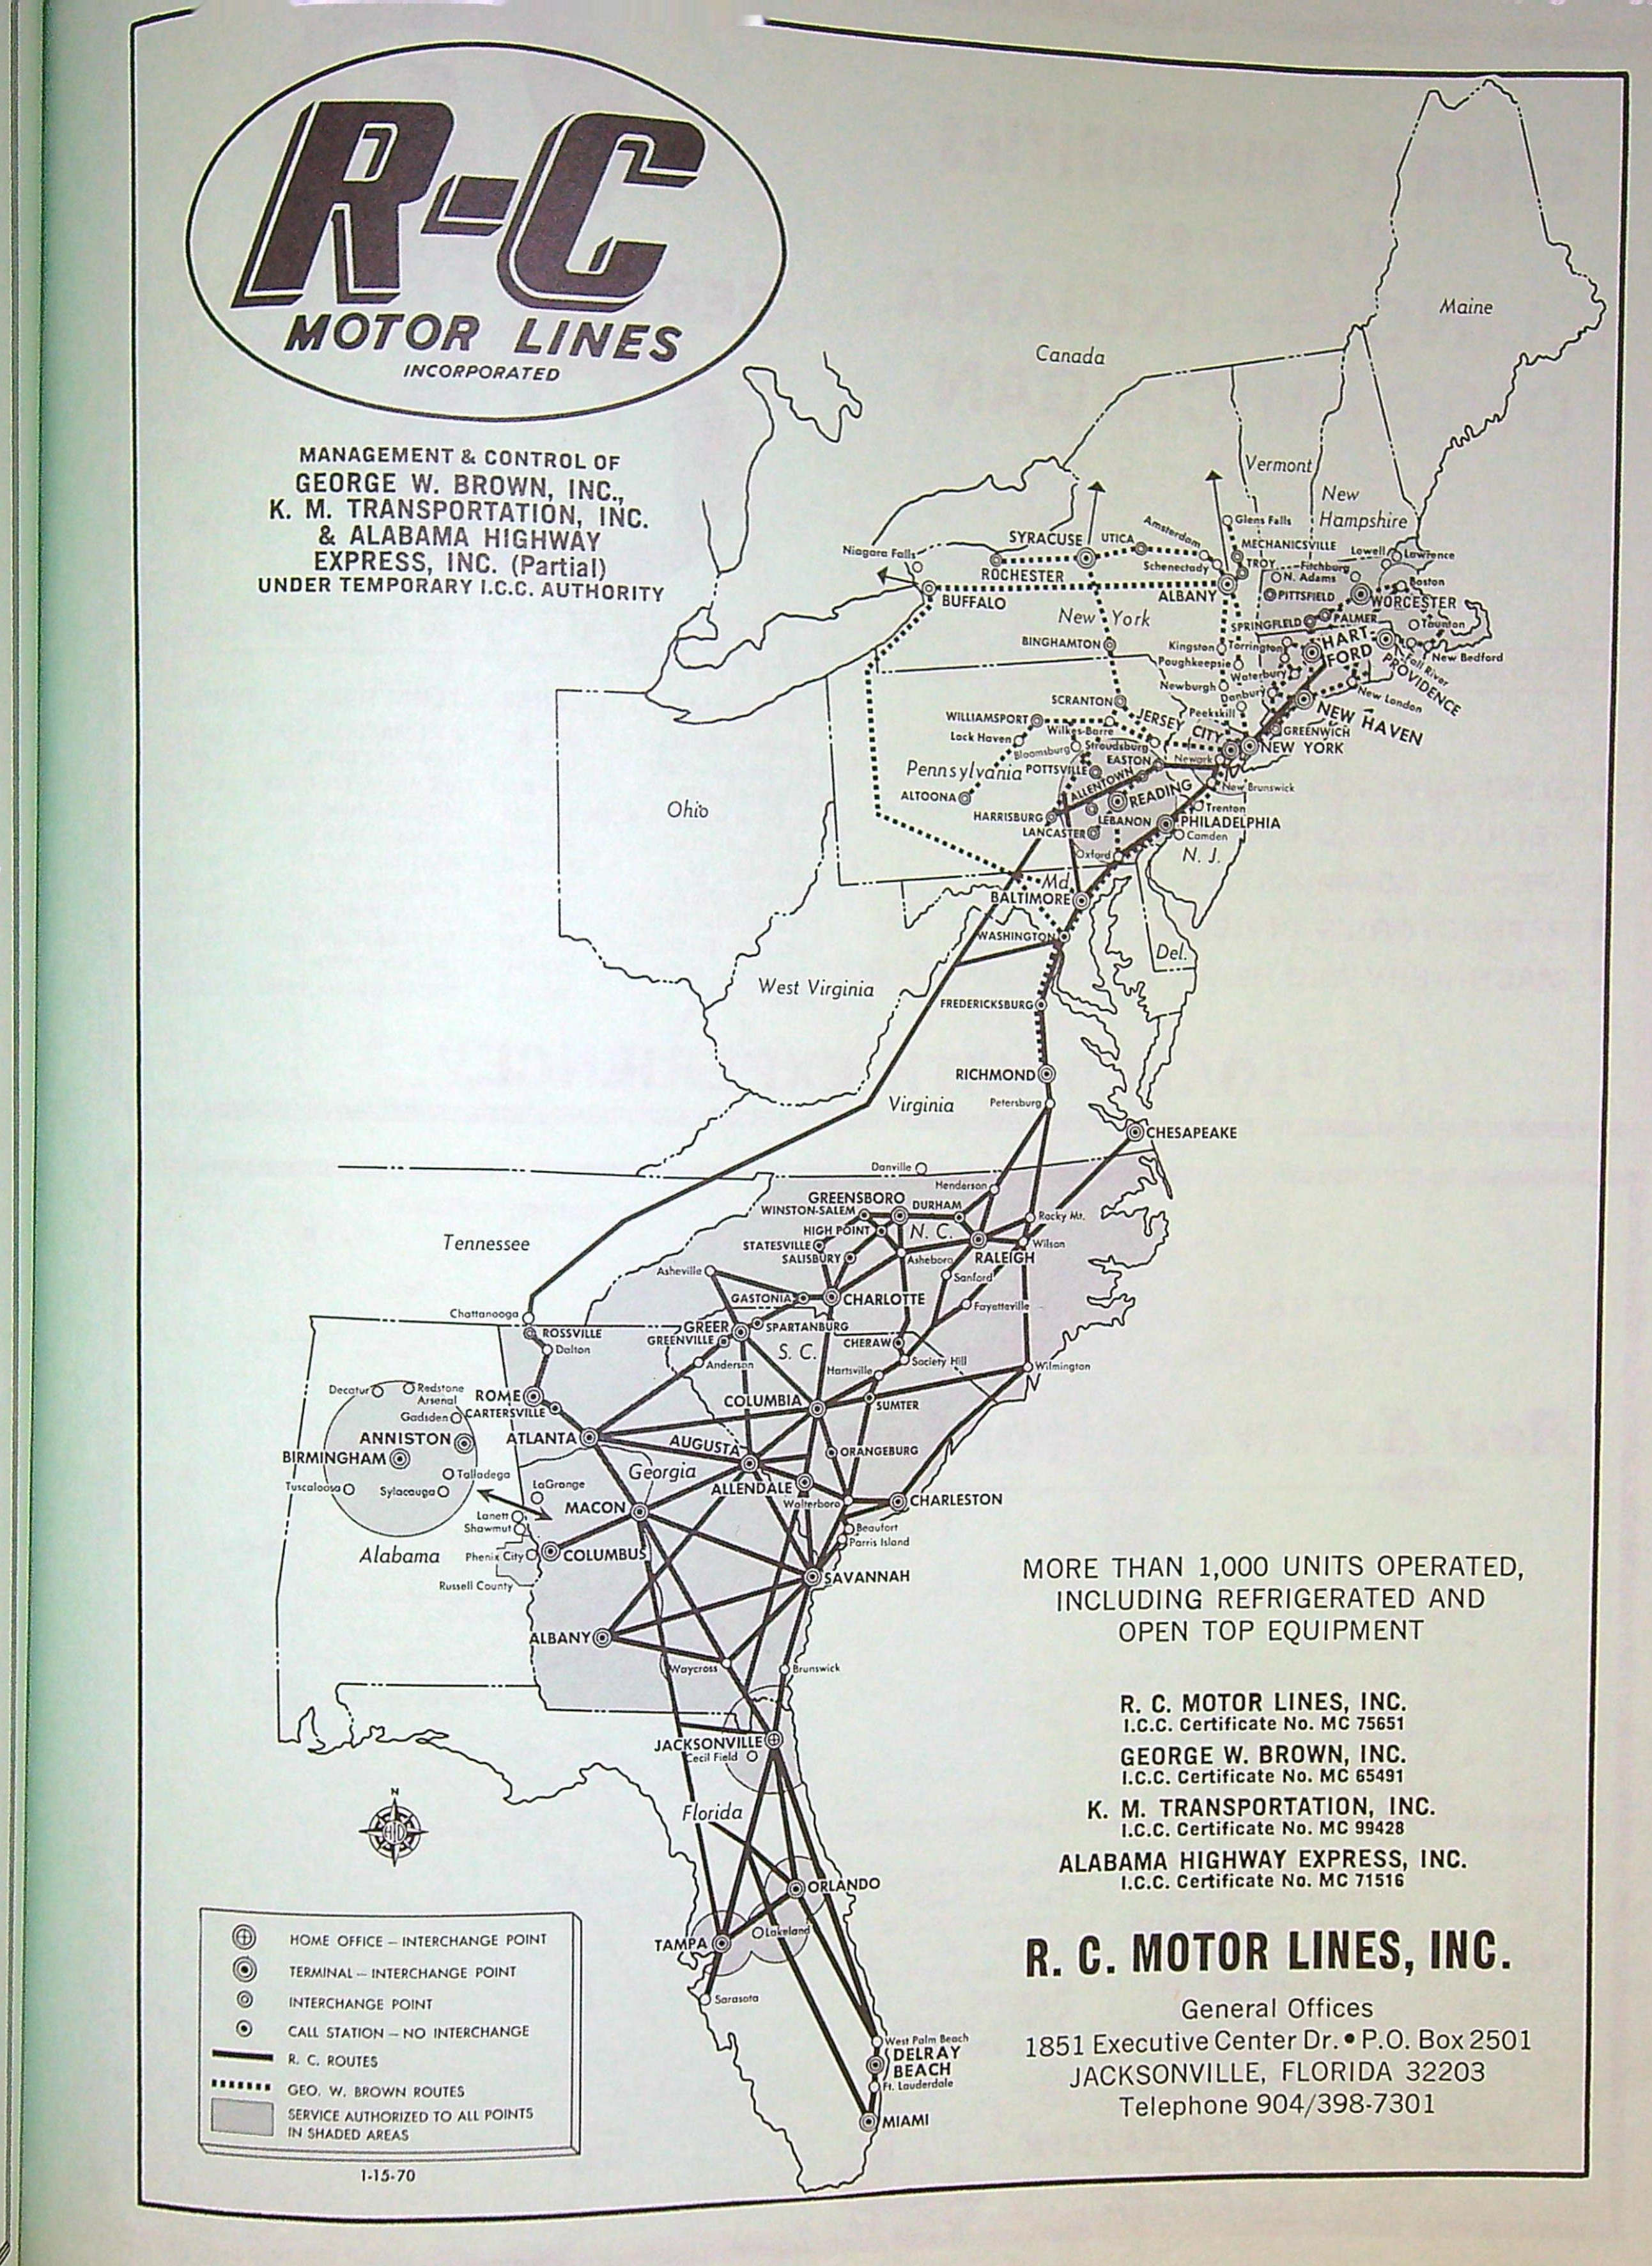 R-C
MOTOR LINES
INCORPORATED
MANAGEMENT & CONTROL OF
GEORGE W. BROWN, INC.,
K. M. TRANSPORTATION, INC.
& ALABAMA HIGHWAY
EXPRESS, INC. (Partial)
UNDER TEMPORARY I.C.C. AUTHORITY
Maine
Canada
Vermont
New
Hampshire
Glens Falls
MECHANICSVILLE
TROY
Amsterdam
Schenectady
SYRACUSE
UTICA
Niagara Falls
ROCHESTER
ALBANY
BUFFALO
New York
Lowell
Lawrence
Fitchburg
N. Adams
Boston
PITTSFIELD
WORCESTER
SPRINGFIELD
PALMER
Taunton
HART-
FORD
New Bedford
Fall River
PROVIDENCE
BINGHAMTON
Kingston
Torrington
Poughkeepsie
Waterbury
Newburgh
Danbury
New London
Peekskill
NEW HAVEN
GREENWICH
SCRANTON
JERSEY
CITY
NEW YORK
WILLIAMSPORT
Wilkes-Barre
Lock Haven
Bloomsburg
Stroudsburg
EASTON
Newark
Pennsylvania
POTTSVILLE
ALLENTOWN
New Brunswick
ALTOONA
READING
Trenton
HARRISBURG
LEBANON
PHILADELPHIA
LANCASTER
Camden
Oxford
N. J.
Ohio
Md
BALTIMORE
WASHINGTON
Del.
West Virginia
FREDERICKSBURG
RICHMOND
Virginia
Petersburg
CHESAPEAKE
Danville
Henderson
GREENSBORO
DURHAM
WINSTON-SALEM
Rocky Mt.
HIGH POINT
N. C.
STATESVILLE
Wilson
SALISBURY
Asheboro
RALEIGH
Tennessee
Asheville
Sanford
GASTONIA
CHARLOTTE
Fayetteville
Chattanooga
GREER
SPARTANBURG
ROSSVILLE
GREENVILLE
CHERAW
Dalton
S. C.
Anderson
Society Hill
Hartsville
Wilmington
Decatur
Redstone
Arsenal
ROME
Gadsden
CARTERSVILLE
COLUMBIA
SUMTER
ANNISTON
ATLANTA
AUGUSTA
ORANGEBURG
BIRMINGHAM
Georgia
Talladega
Tuscaloosa
Sylacauga
LaGrange
ALLENDALE
Walterboro
CHARLESTON
MACON
Lanett
Shawmut
Beaufort
Parris Island
Alabama
Phenix City
COLUMBUS
Russell County
SAVANNAH
ALBANY
Waycross
Brunswick
JACKSONVILLE
Cecil Field
Florida
ORLANDO
Lakeland
TAMPA
Sarasota
West Palm Beach
DELRAY
BEACH
Ft. Lauderdale
MIAMI
N
MORE THAN 1,000 UNITS OPERATED,
INCLUDING REFRIGERATED AND
OPEN TOP EQUIPMENT
R. C. MOTOR LINES, INC.
I.C.C. Certificate No. MC 75651
GEORGE W. BROWN, INC.
I.C.C. Certificate No. MC 65491
K. M. TRANSPORTATION, INC.
I.C.C. Certificate No. MC 99428
ALABAMA HIGHWAY EXPRESS, INC.
I.C.C. Certificate No. MC 71516
R. C. MOTOR LINES, INC.
General Offices
1851 Executive Center Dr. • P.O. Box 2501
JACKSONVILLE, FLORIDA 32203
Telephone 904/398-7301
HOME OFFICE — INTERCHANGE POINT
TERMINAL — INTERCHANGE POINT
INTERCHANGE POINT
CALL STATION — NO INTERCHANGE
R. C. ROUTES
GEO. W. BROWN ROUTES
SERVICE AUTHORIZED TO ALL POINTS
IN SHADED AREAS
1-15-70